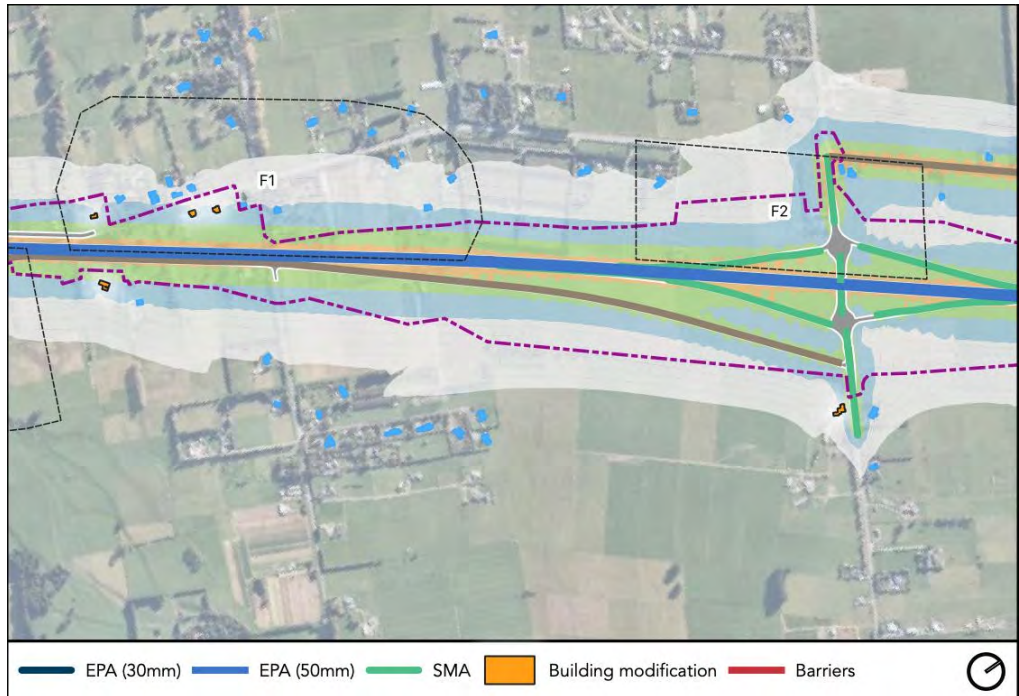 F1
F2
EPA (30mm)
EPA (50mm)
SMA
Building modification
Barriers